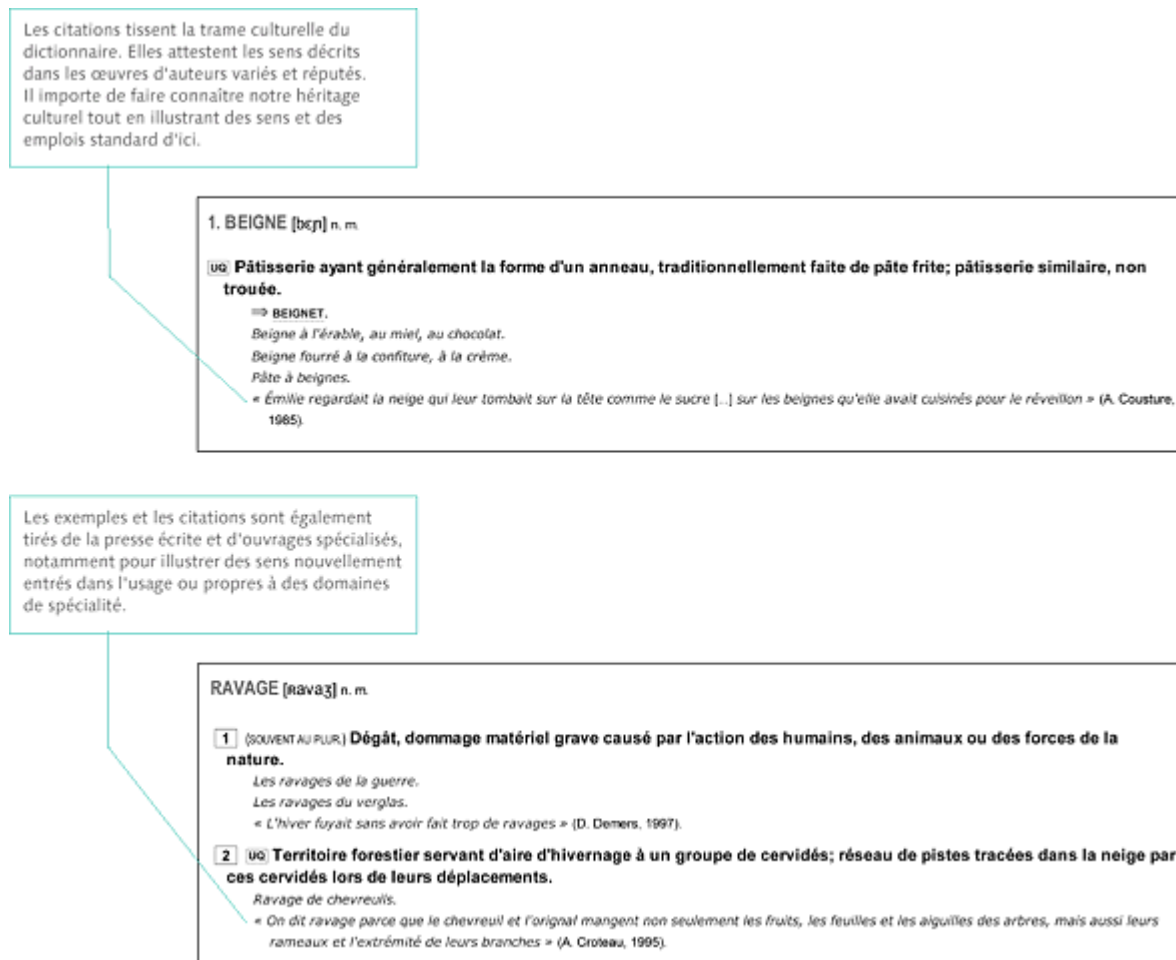 Les citations tissent la trame culturelle du
dictionnaire. Elles attestent les sens décrits
dans les œuvres d'auteurs variés et réputés.
Il importe de faire connaître notre héritage
culturel tout en illustrant des sens et des
emplois standard d'ici.
1. BEIGNE [bɛɲ] n. m.
UQ Pâtisserie ayant généralement la forme d'un anneau, traditionnellement faite de pâte frite; pâtisserie similaire, non
trouée.
⇒ BEIGNET.
Beigne à l'érable, au miel, au chocolat.
Beigne fourré à la confiture, à la crème.
Pâte à beignes.
« Émilie regardait la neige qui leur tombait sur la tête comme le sucre [..] sur les beignes qu'elle avait cuisinés pour le réveillon » (A. Cousture,
1985).
Les exemples et les citations sont également
tirés de la presse écrite et d'ouvrages spécialisés,
notamment pour illustrer des sens nouvellement
entrés dans l'usage ou propres à des domaines
de spécialité.
RAVAGE [ʀavaʒ] n. m.
1 (SOUVENT AU PLUR.) Dégât, dommage matériel grave causé par l'action des humains, des animaux ou des forces de la
nature.
Les ravages de la guerre.
Les ravages du verglas.
« L'hiver fuyait sans avoir fait trop de ravages » (D. Demers, 1997).
2 UQ Territoire forestier servant d'aire d'hivernage à un groupe de cervidés; réseau de pistes tracées dans la neige par
ces cervidés lors de leurs déplacements.
Ravage de chevreuils.
« On dit ravage parce que le chevreuil et l'orignal mangent non seulement les fruits, les feuilles et les aiguilles des arbres, mais aussi leurs
rameaux et l'extrémité de leurs branches » (A. Croteau, 1995).